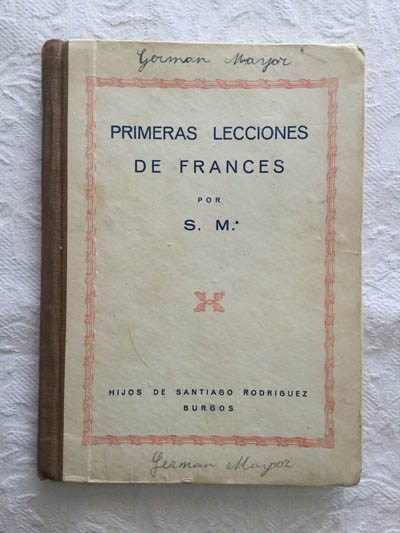 German Mayor
PRIMERAS LECCIONES
DE FRANCES
POR
S. M.ª
HIJOS DE SANTIAGO RODRIGUEZ
BURGOS
German Mayor